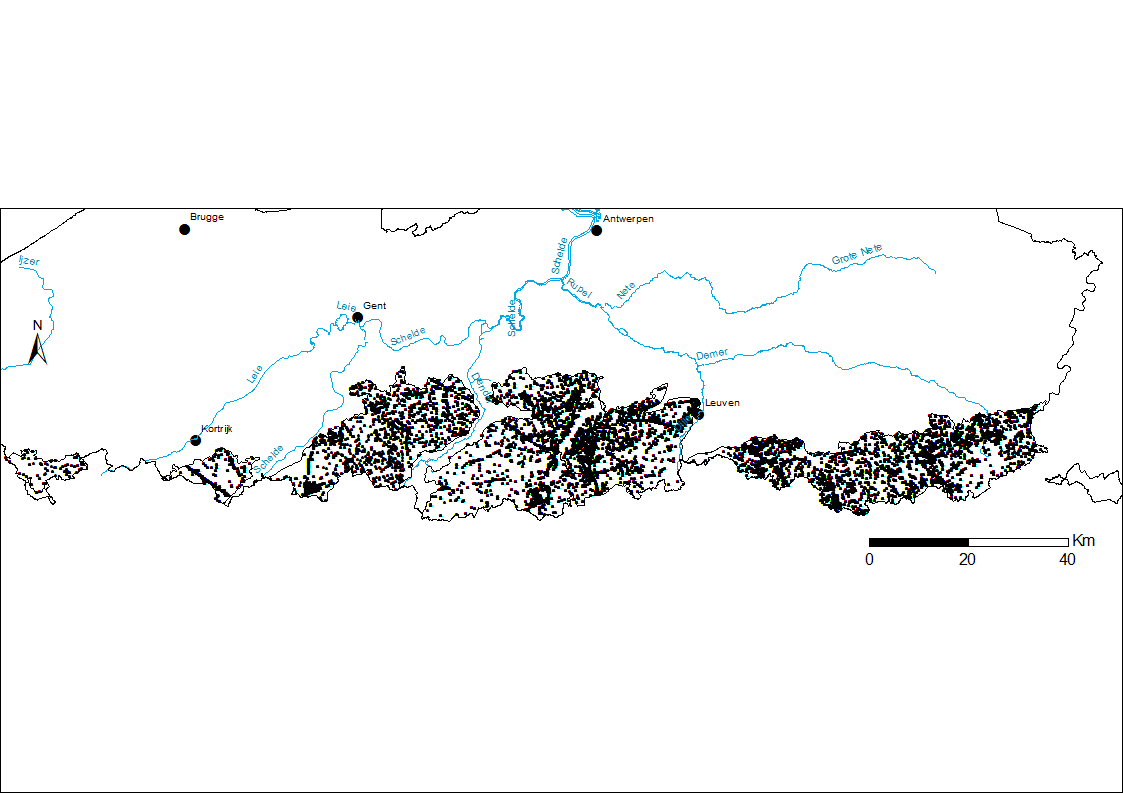 Brugge
Antwerpen
Schelde
Grote Nete
Ijzer
Rupel
Nete
Leie
Gent
Schelde
Schelde
N
Demer
Leie
Dender
Leuven
Kortrijk
Schelde
Km
0
20
40